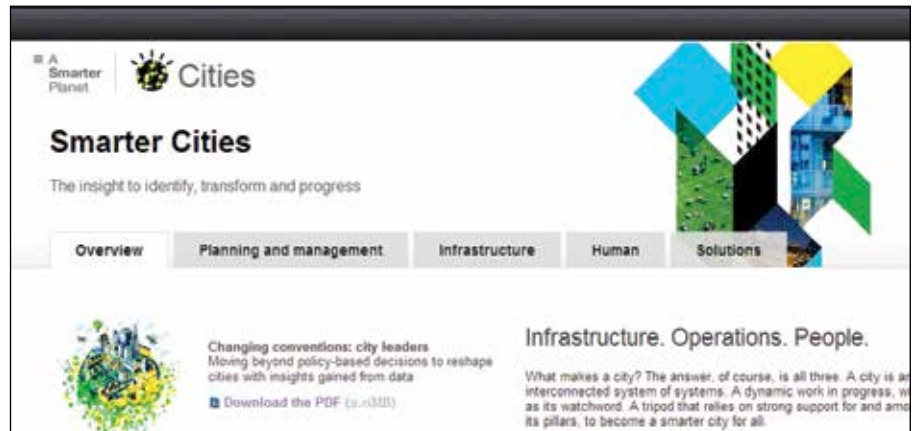 A
Smarter
Planet
Cities
Smarter Cities
The insight to identify, transform and progress
Overview
Planning and management
Infrastructure
Human
Solutions
Changing conventions: city leaders
Moving beyond policy-based decisions to reshape
cities with insights gained from data
Download the PDF
Infrastructure. Operations. People.
What makes a city? The answer, of course, is all three. A city is an
interconnected system of systems. A dynamic work in progress,
as its watchword. A tripod that relies on strong support for and
its pillars, to become a smarter city for all.